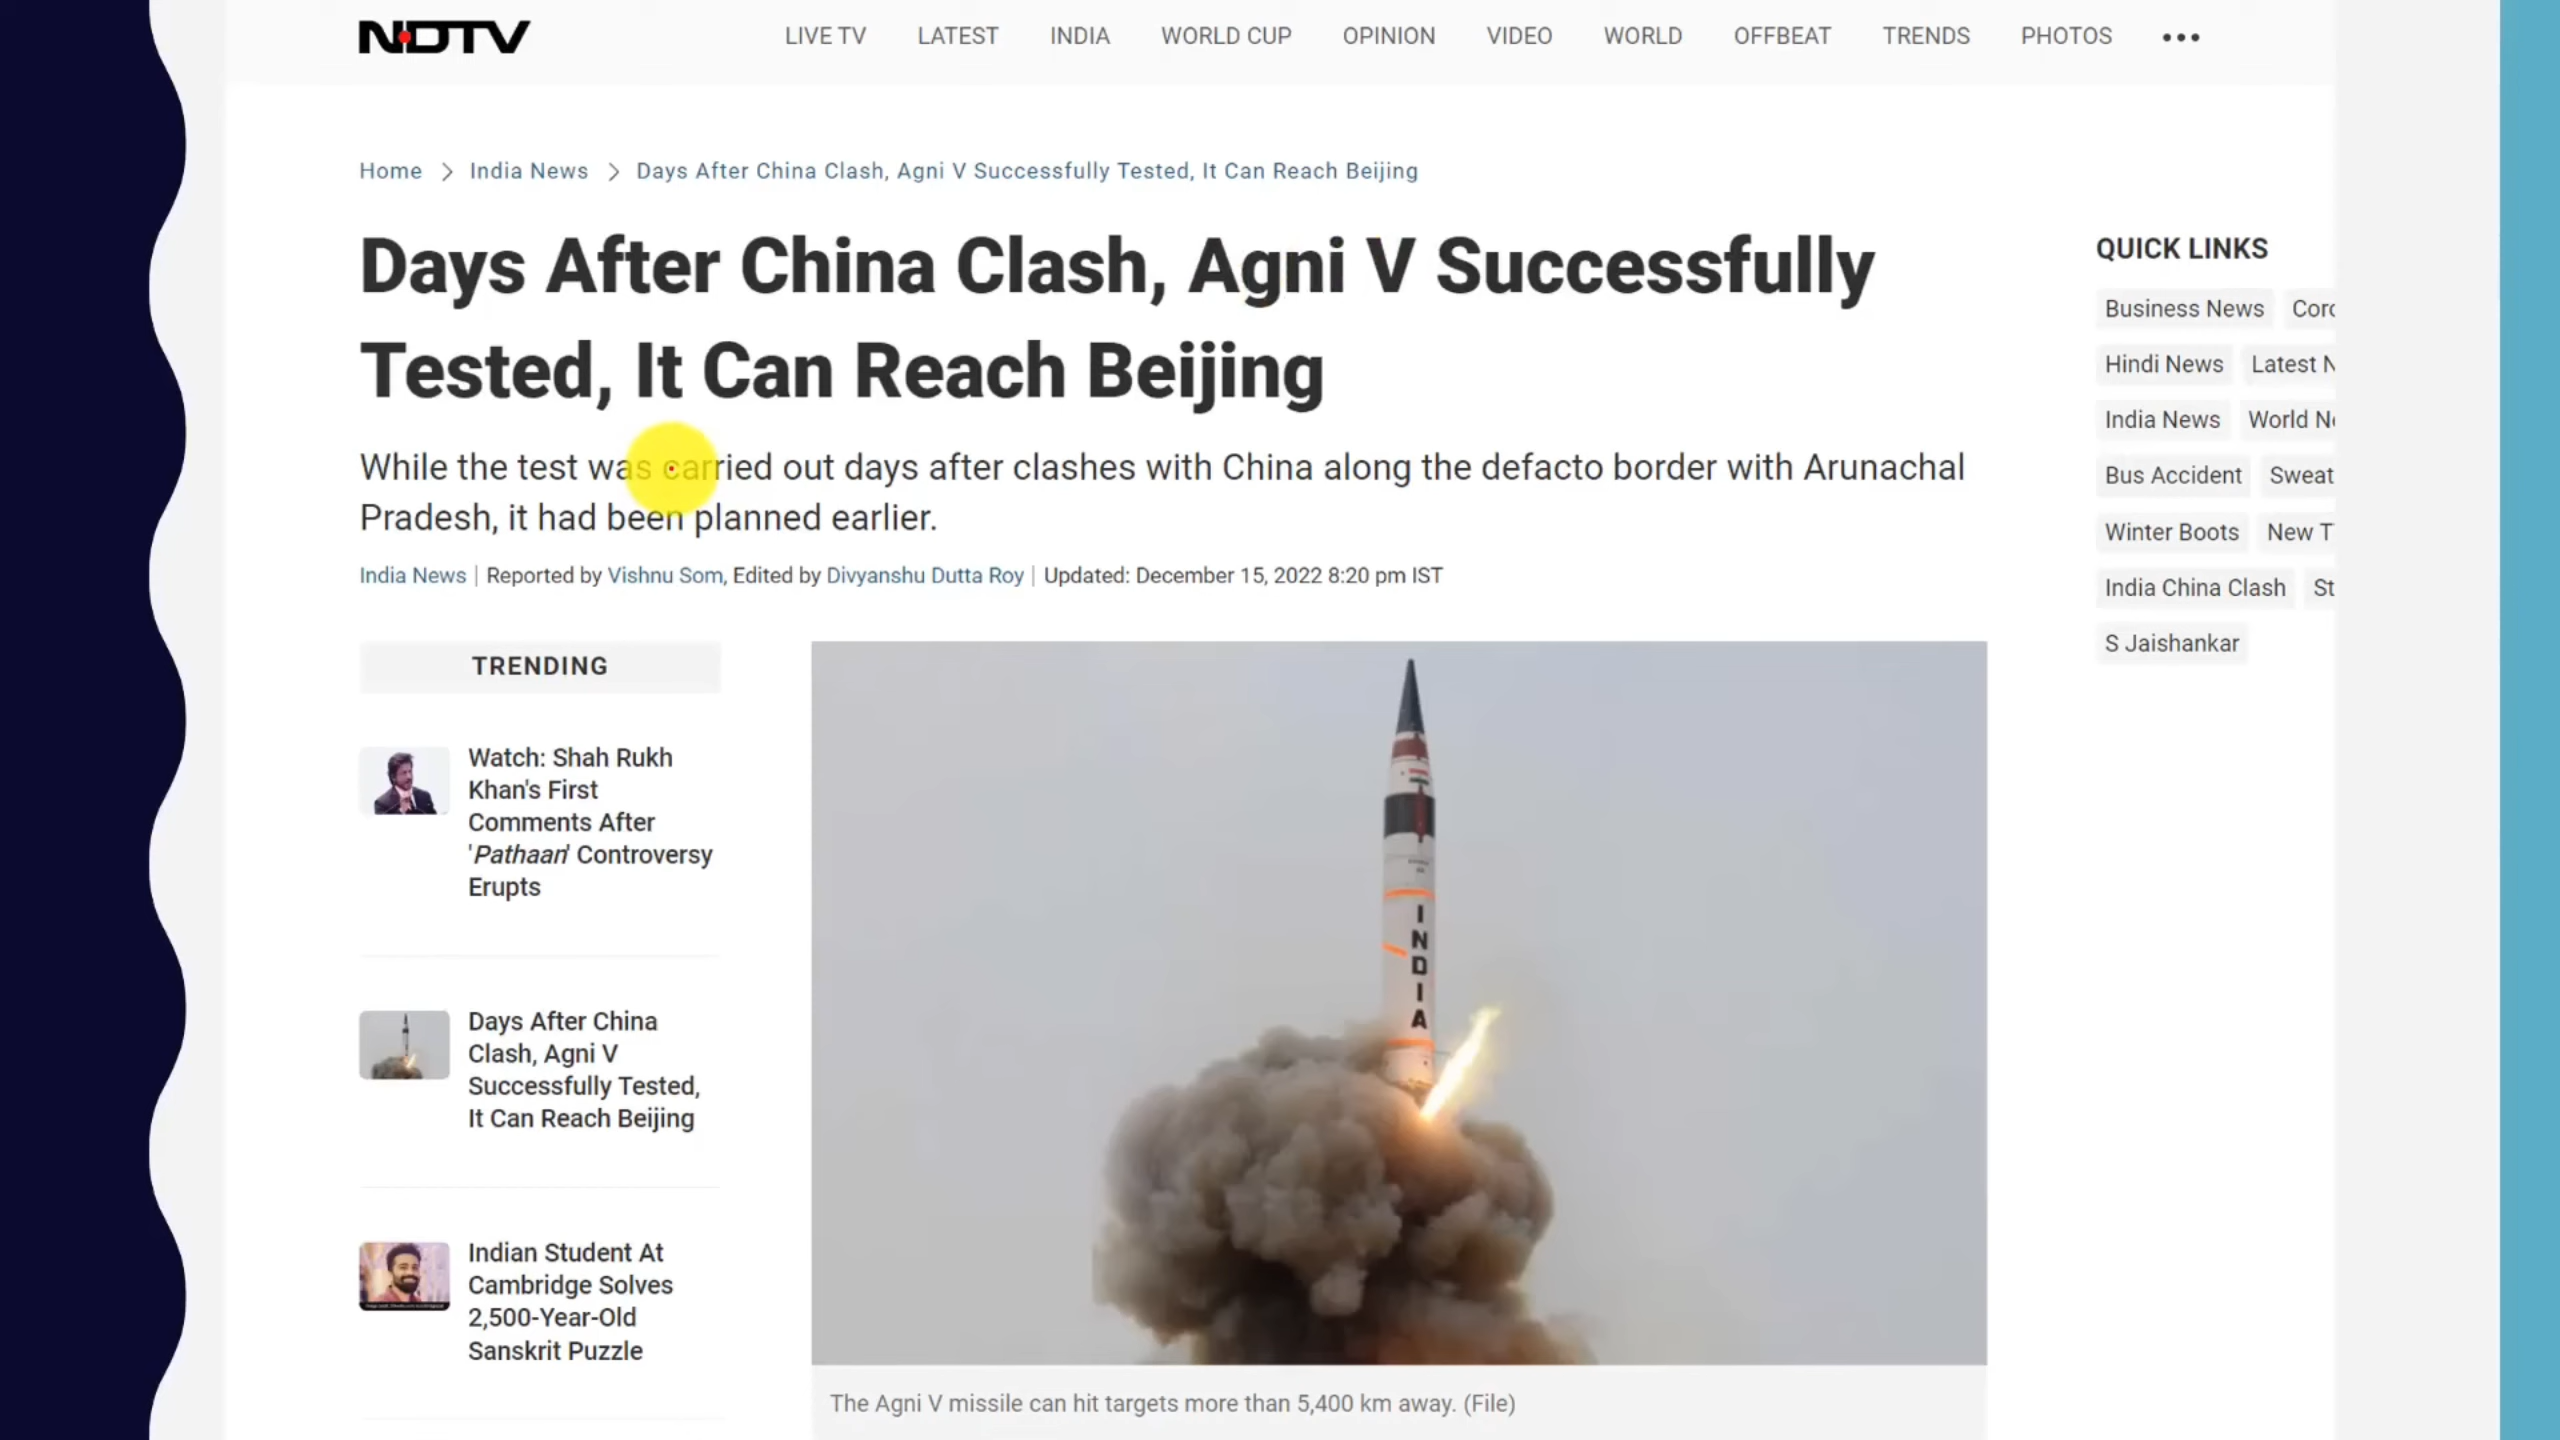 NDTV
LIVE TV LATEST INDIA WORLD CUP OPINION VIDEO WORLD OFFBEAT TRENDS PHOTOS
Home > India News > Days After China Clash, Agni V Successfully Tested, It Can Reach Beijing
Days After China Clash, Agni V Successfully
Tested, It Can Reach Beijing
While the test was carried out days after clashes with China along the defacto border with Arunachal
Pradesh, it had been planned earlier.
India News | Reported by Vishnu Som, Edited by Divyanshu Dutta Roy | Updated: December 15, 2022 8:20 pm IST
TRENDING
Watch: Shah Rukh
Khan's First
Comments After
'Pathaan' Controversy
Erupts
Days After China
Clash, Agni V
Successfully Tested,
It Can Reach Beijing
Indian Student At
Cambridge Solves
2,500-Year-Old
Sanskrit Puzzle
INDIA
The Agni V missile can hit targets more than 5,400 km away. (File)
QUICK LINKS
Business News
Hindi News Latest
India News World
Bus Accident Sweat
Winter Boots New
India China Clash
S Jaishankar